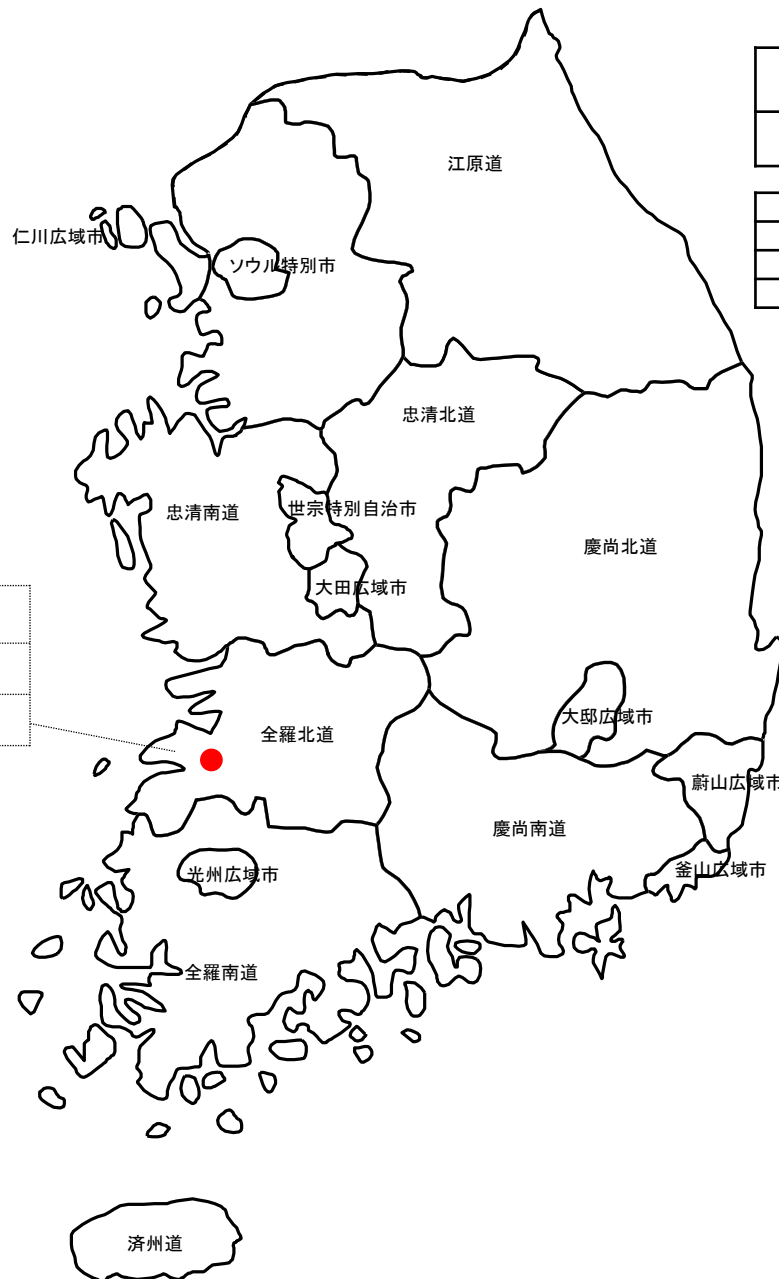 江原道
仁川広域市
ソウル特別市
忠清北道
忠清南道
世宗特別自治市
慶尚北道
大田広域市
大邸広域市
全羅北道
蔚山広域市
慶尚南道
釜山広域市
光州広域市
全羅南道
済州道